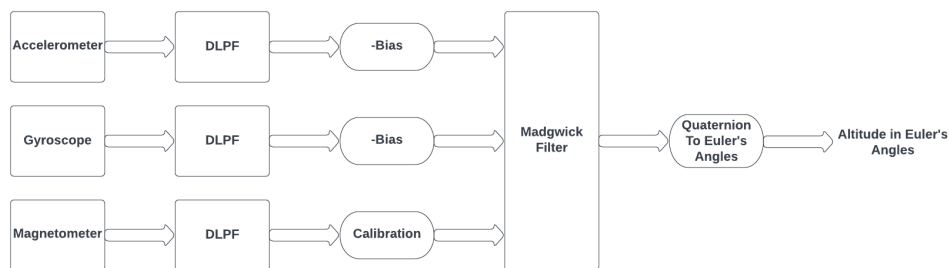 Accelerometer
DLPF
-Bias
Gyroscope
DLPF
-Bias
Magnetometer
DLPF
Calibration
Madgwick
Filter
Quaternion
To Euler's
Angles
Altitude in Euler's
Angles